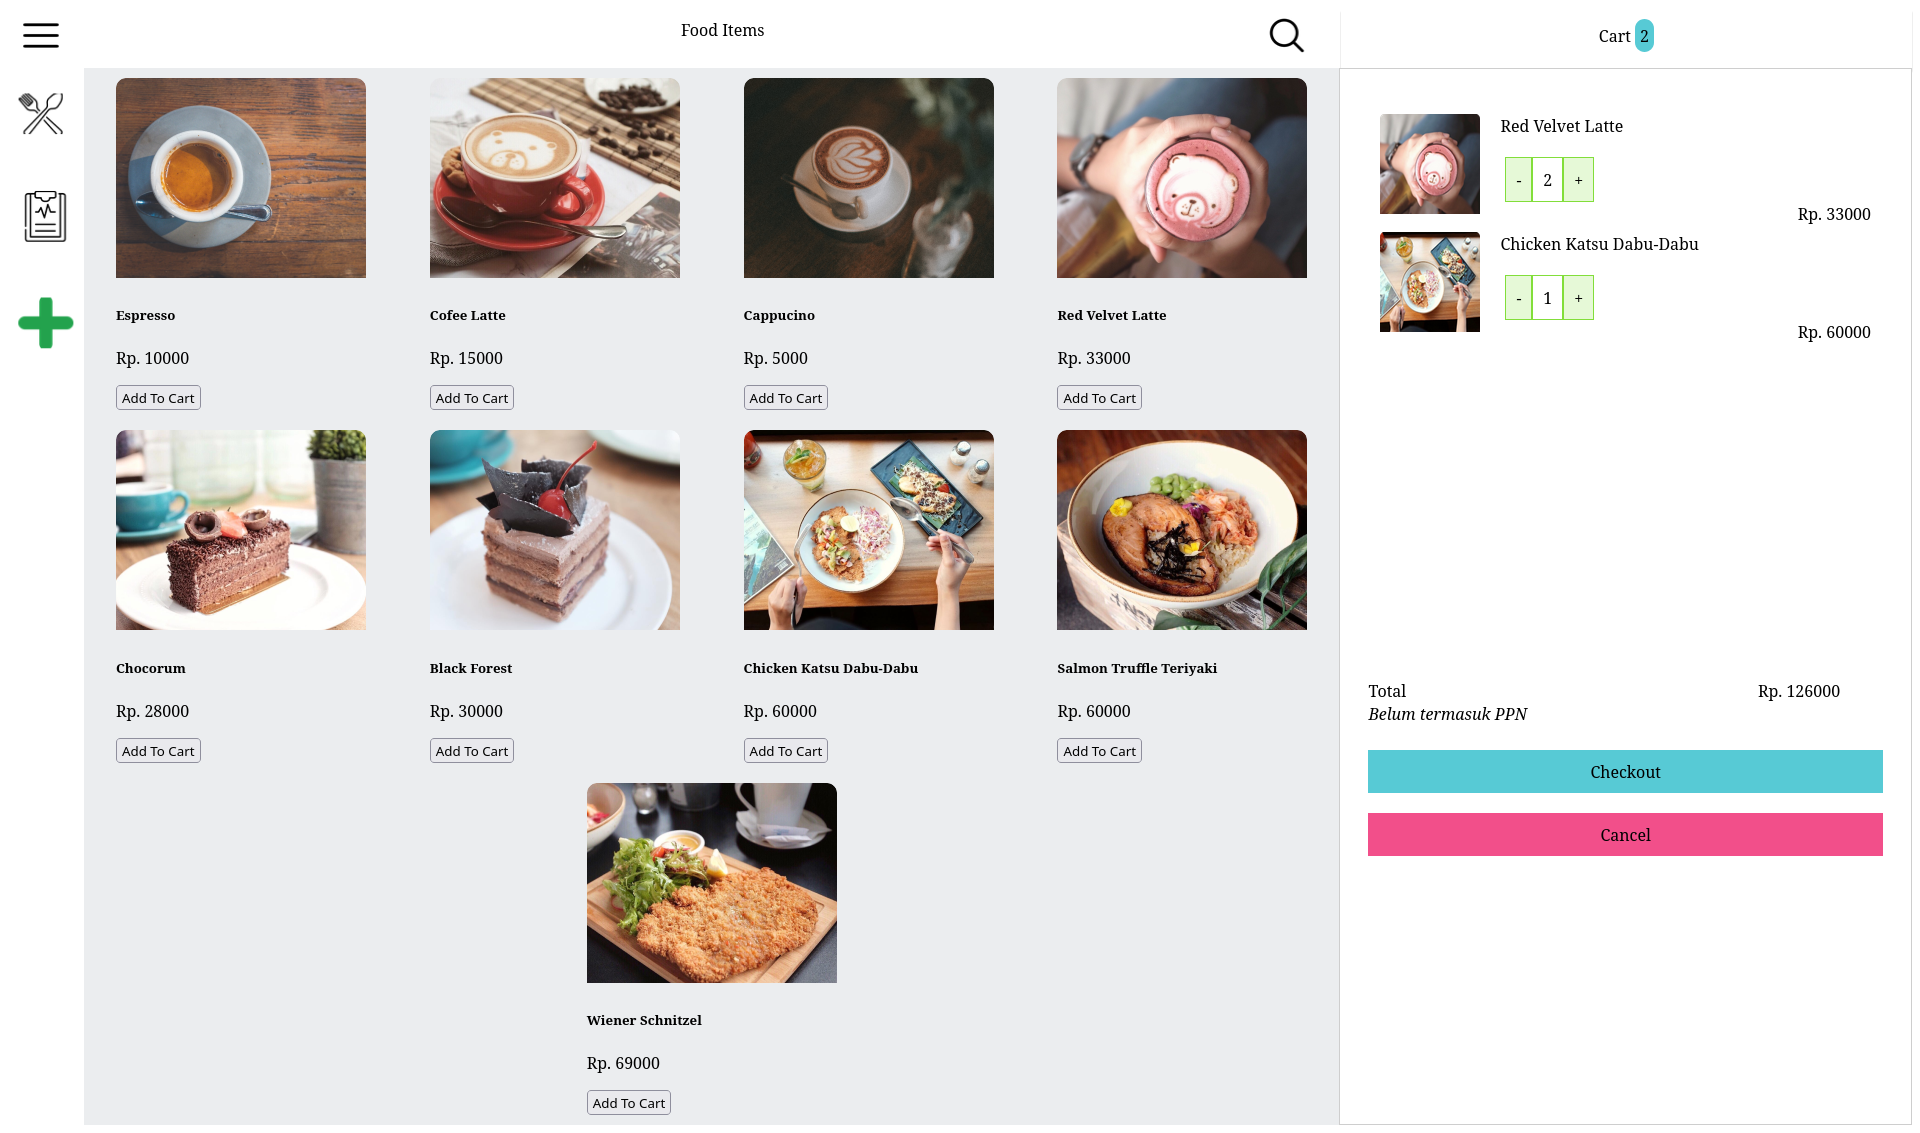 Food Items
Cart 2
Espresso
Rp. 10000
Add To Cart
Cofee Latte
Rp. 15000
Add To Cart
Cappucino
Rp. 5000
Add To Cart
Red Velvet Latte
Rp. 33000
Add To Cart
Chocorum
Rp. 28000
Add To Cart
Black Forest
Rp. 30000
Add To Cart
Chicken Katsu Dabu-Dabu
Rp. 60000
Add To Cart
Salmon Truffle Teriyaki
Rp. 60000
Add To Cart
Wiener Schnitzel
Rp. 69000
Add To Cart
Red Velvet Latte
- 2 +
Rp. 33000
Chicken Katsu Dabu-Dabu
- 1 +
Rp. 60000
Total Rp. 126000
Belum termasuk PPN
Checkout
Cancel